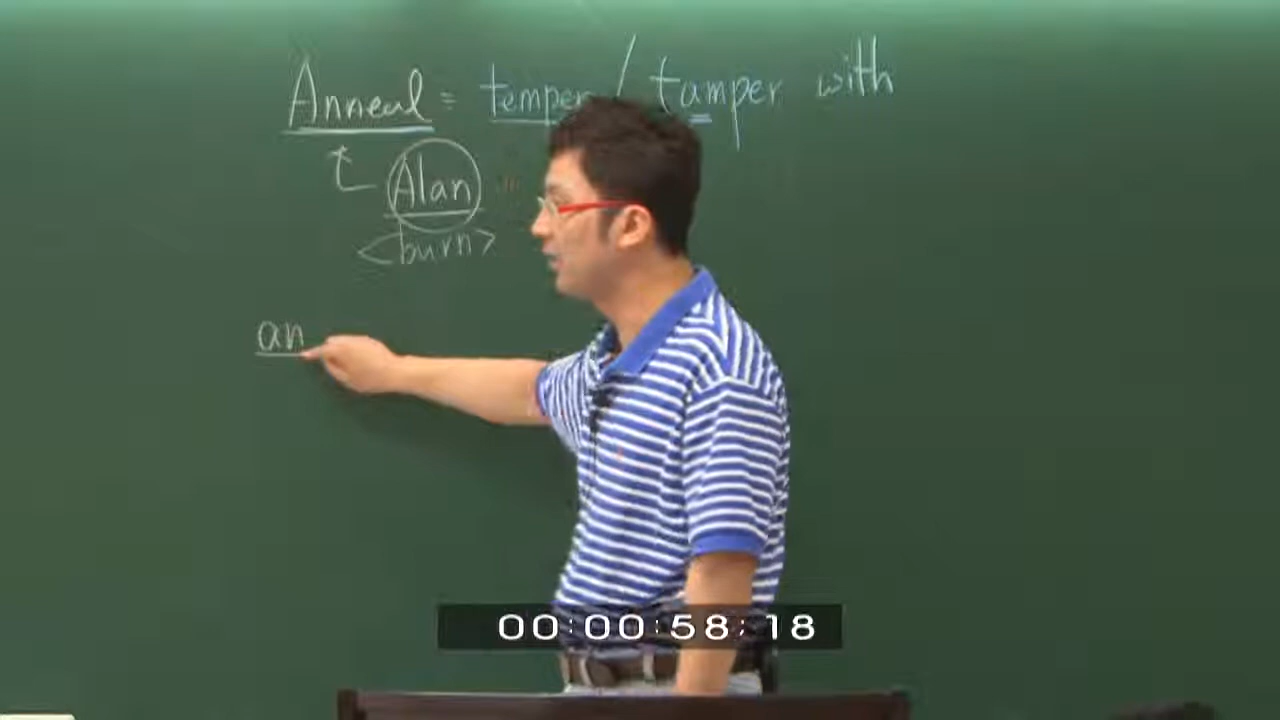 Anneal = temper / tamper with
Alan
<burn>
an
00:00:58;18